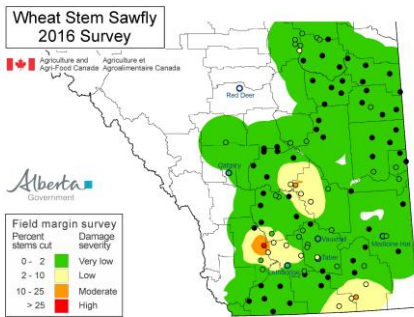 Wheat Stem Sawfly
2016 Survey
Agriculture and Agriculture et
Agri-Food Canada Agroalimentaire Canada
Red Deer
Calgary
Alberta
Government
Field margin survey
Percent Damage
stems cut severity
0 - 2 Very low
2 - 10 Low
10 - 25 Moderate
> 25 High
Vauxhall
Medicine Hat
Taber
Lethbridge